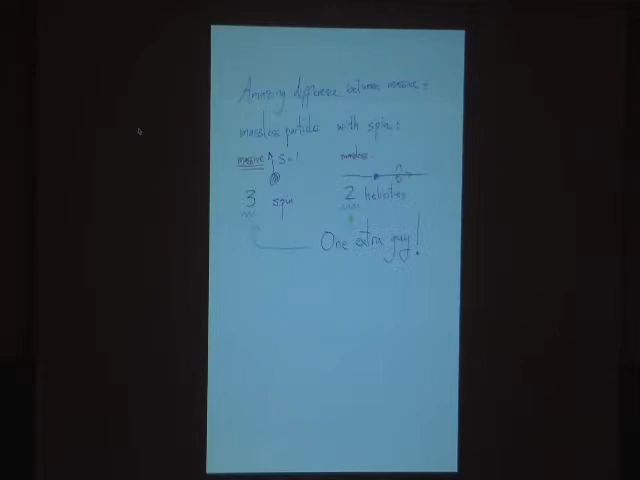 Amazing difference between massive +
massless particles with spin:
massive S=1 massless
3 spin 2 helicities
One extra guy!